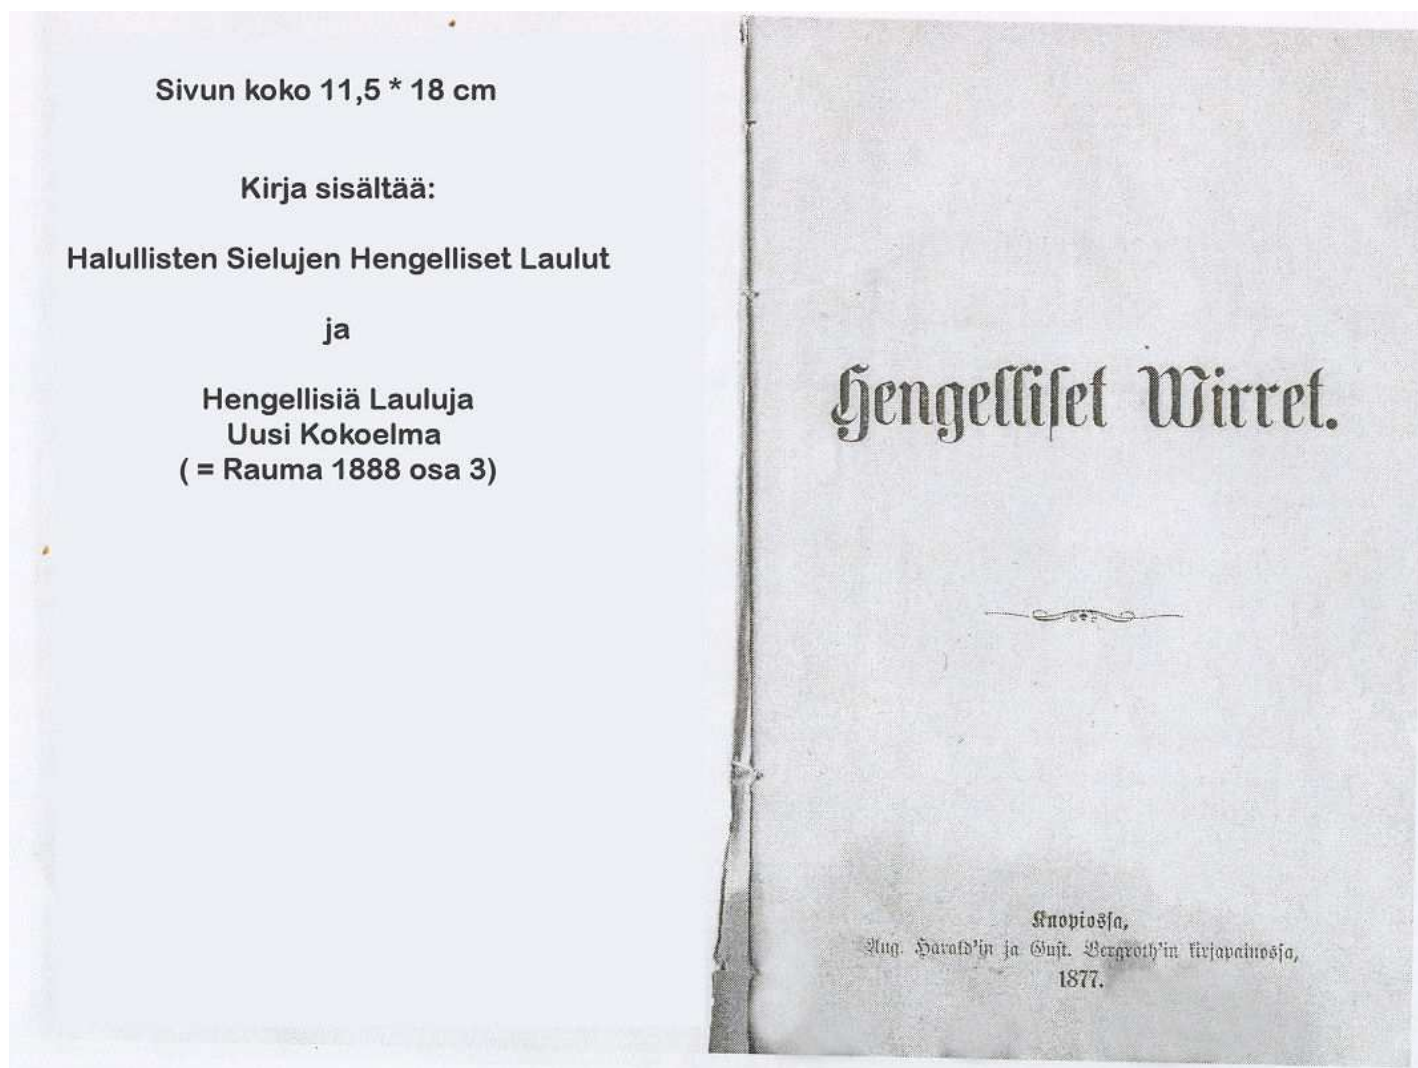 Sivun koko 11,5 * 18 cm
Kirja sisältää:
Halullisten Sielujen Hengelliset Laulut
ja
Hengellisiä Lauluja
Uusi Kokoelma
( = Rauma 1888 osa 3)
Hengelliset Wirret.
Kuopiossa,
Aug. Harald'in ja Gust. Bergroth'in kirjapainossa,
1877.